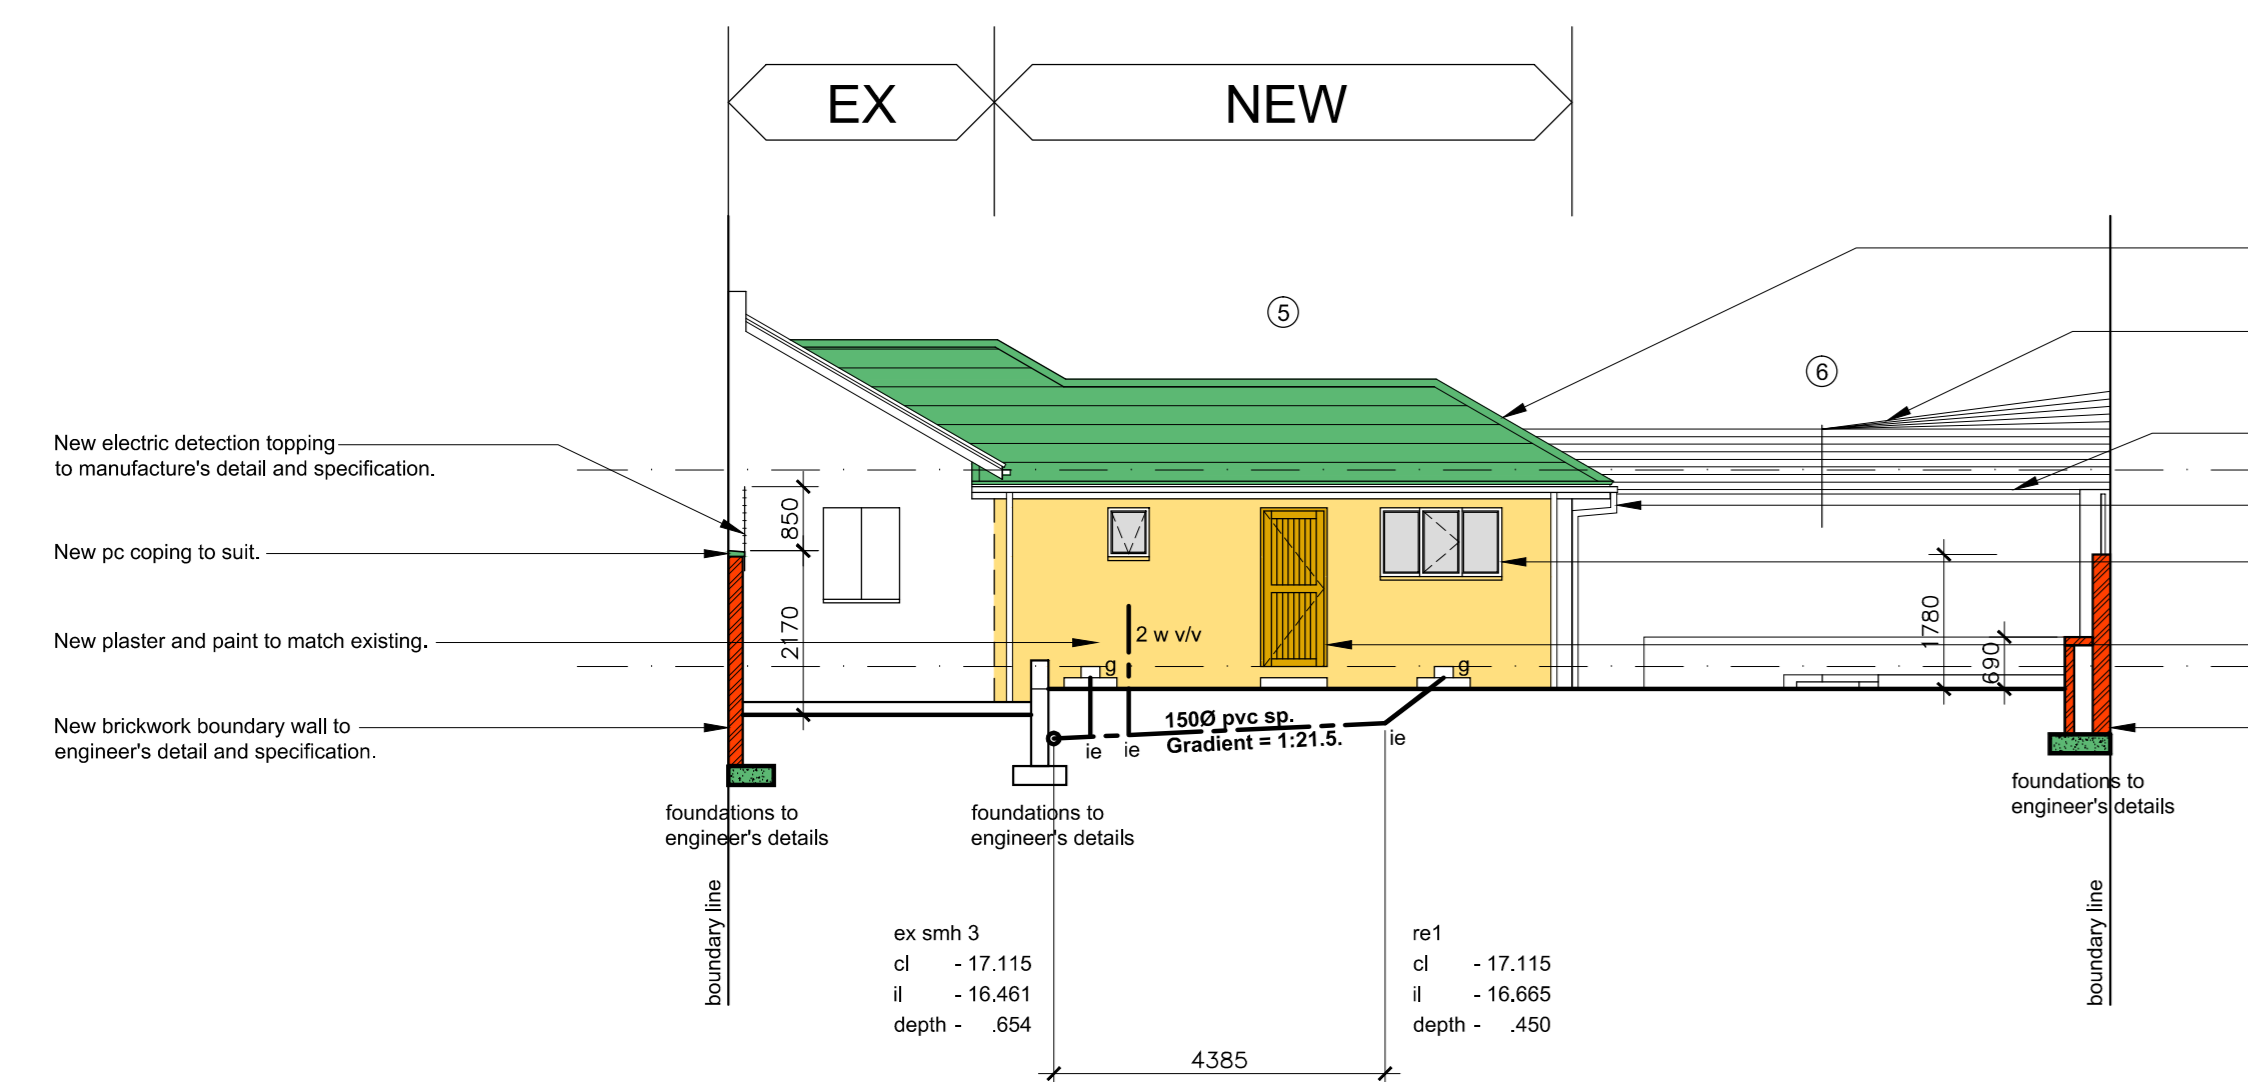 EX
NEW
5
6
New electric detection topping
to manufacture's detail and specification.
850
New pc coping to suit.
2170
1780
New plaster and paint to match existing.
2 w v/v
g
g
690
New brickwork boundary wall to
engineer's detail and specification.
150Ø pvc sp.
Gradient = 1:21.5.
ie
ie
ie
foundations to
engineer's details
foundations to
engineer's details
foundations to
engineer's details
boundary line
boundary line
ex smh 3
cl - 17.115
il - 16.461
depth - .654
re1
cl - 17.115
il - 16.665
depth - .450
4385